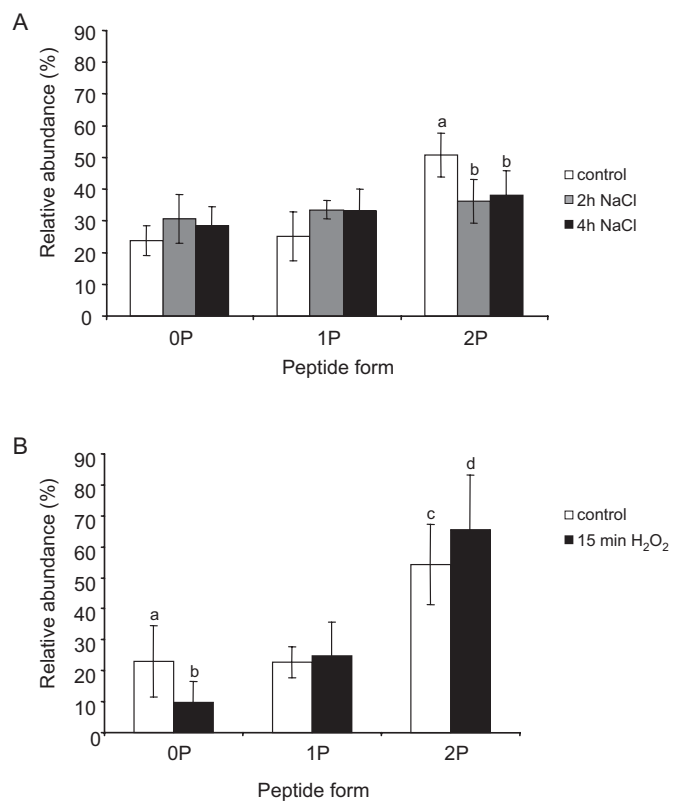 A
Relative abundance (%)
90
80
70
60
50
40
30
20
10
0
a
b
b
0P
1P
2P
Peptide form
control
2h NaCl
4h NaCl
B
Relative abundance (%)
90
80
70
60
50
40
30
20
10
0
a
b
c
d
0P
1P
2P
Peptide form
control
15 min H₂O₂